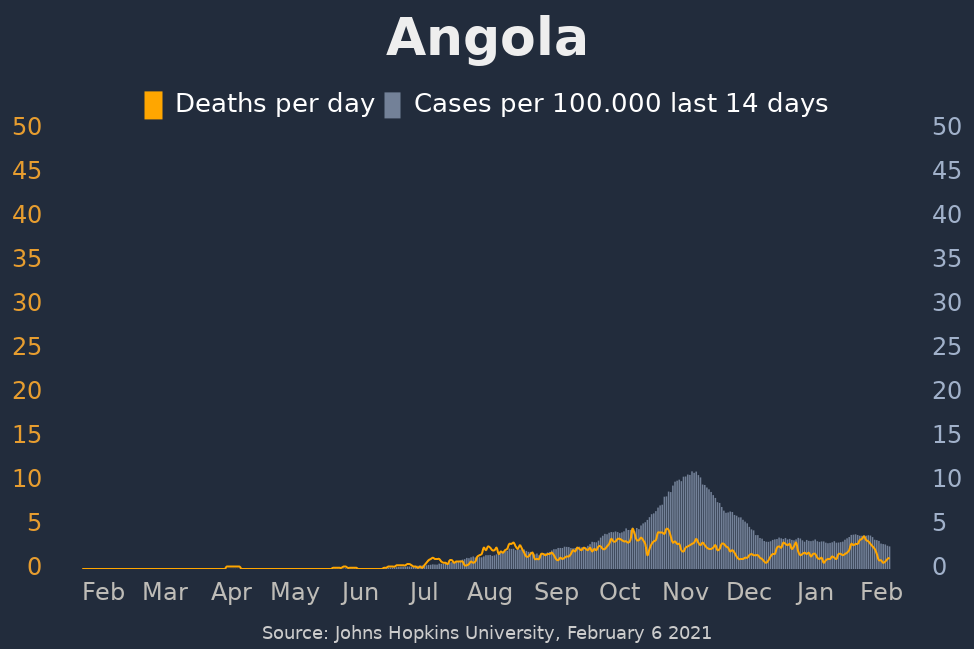 Angola
Deaths per day Cases per 100.000 last 14 days
50 50
45 45
40 40
35 35
30 30
25 25
20 20
15 15
10 10
5 5
0 0
Feb Mar Apr May Jun Jul Aug Sep Oct Nov Dec Jan Feb
Source: Johns Hopkins University, February 6 2021